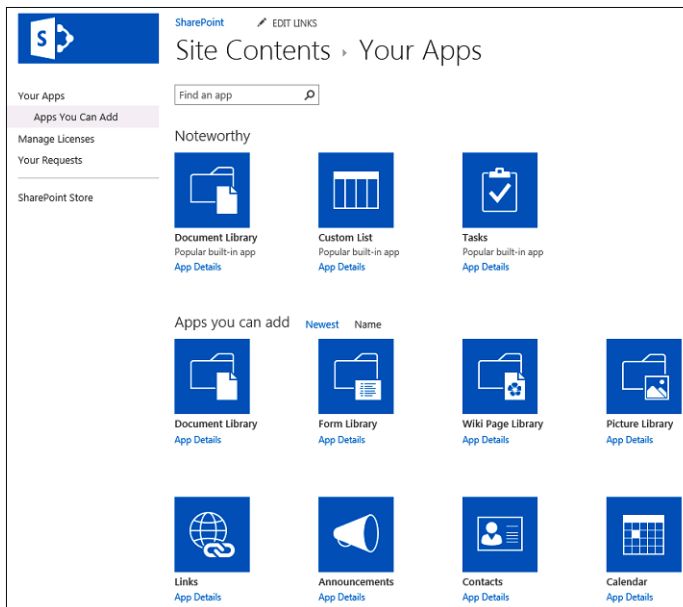 S
SharePoint EDIT LINKS
Site Contents › Your Apps
Your Apps
Apps You Can Add
Manage Licenses
Your Requests
SharePoint Store
Find an app
Noteworthy
Document Library Custom List Tasks
Popular built-in app Popular built-in app Popular built-in app
App Details App Details App Details
Apps you can add Newest Name
Document Library Form Library Wiki Page Library Picture Library
App Details App Details App Details App Details
Links Announcements Contacts Calendar
App Details App Details App Details App Details